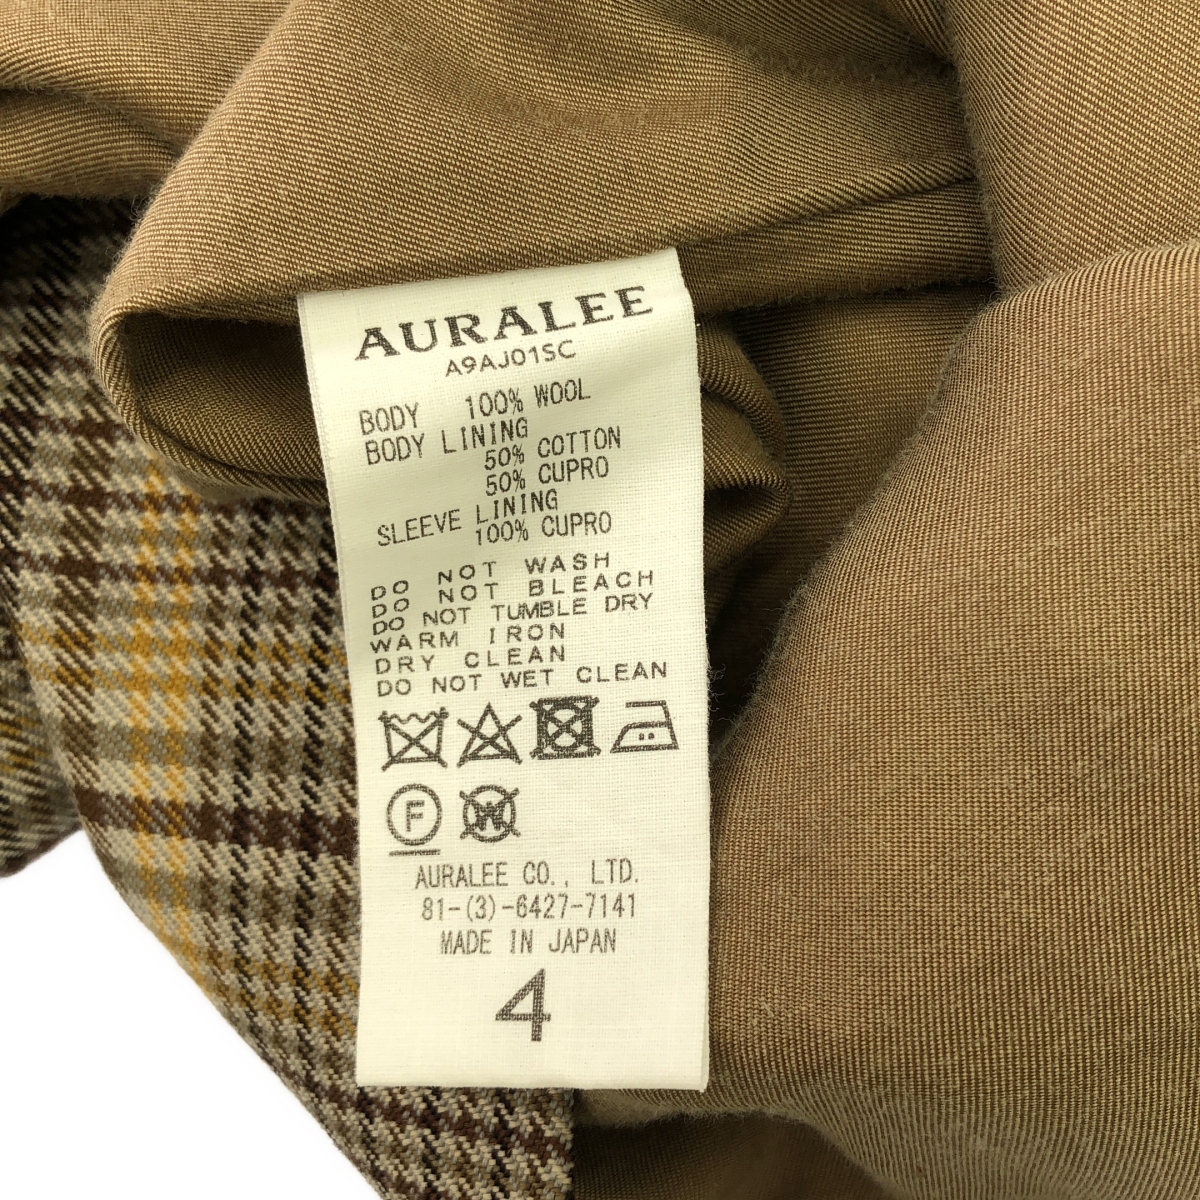 AURALEE
A9AJ01SC
BODY 100% WOOL
BODY LINING
50% COTTON
50% CUPRO
SLEEVE LINING
100% CUPRO
DO NOT WASH
DO NOT BLEACH
DO NOT TUMBLE DRY
WARM IRON
DRY CLEAN
DO NOT WET CLEAN
F W
AURALEE CO., LTD.
81-(3)-6427-7141
MADE IN JAPAN
4